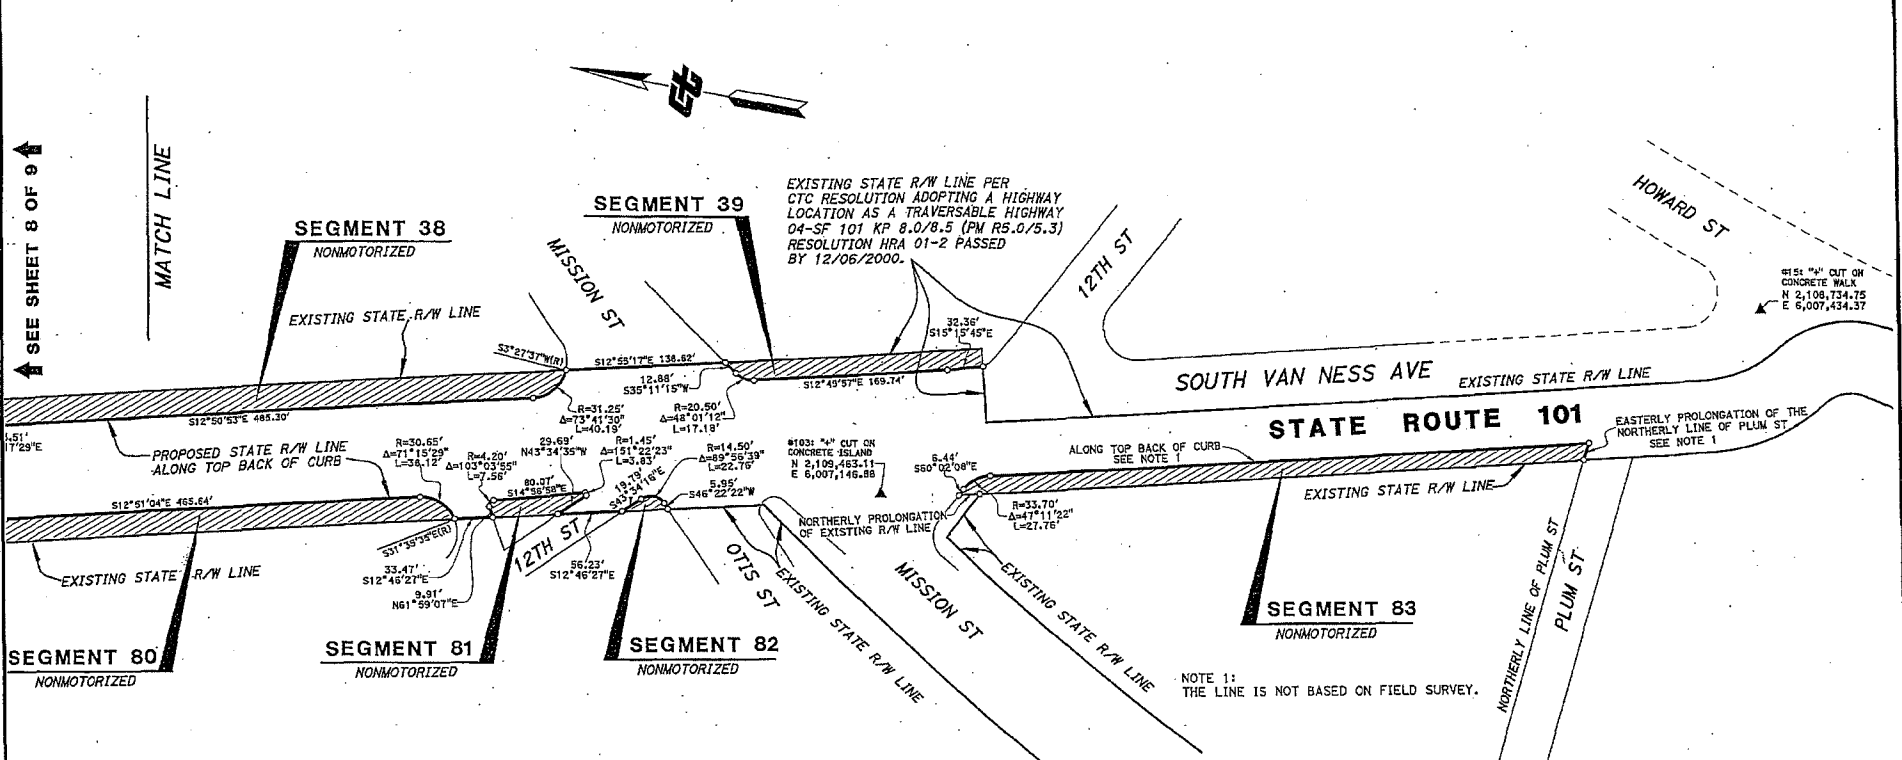 SEE SHEET 8 OF 9
MATCH LINE
SEGMENT 38
NONMOTORIZED
EXISTING STATE R/W LINE
MISSION ST
SEGMENT 39
NONMOTORIZED
EXISTING STATE R/W LINE PER
CTC RESOLUTION ADOPTING A HIGHWAY
LOCATION AS A TRAVERSABLE HIGHWAY
04-SF 101 KP 8.0/8.5 (PM R5.0/5.3)
RESOLUTION HRA 01-2 PASSED
BY 12/06/2000.
12TH ST
HOWARD ST
#15: "+" CUT ON
CONCRETE WALK
N 2,108,734.75
E 6,007,434.37
32.36'
S15°15'45"E
S3°27'37"W(R)
S12°55'17"E 138.62'
12.88'
S35°11'15"W
S12°49'57"E 169.74'
SOUTH VAN NESS AVE
EXISTING STATE R/W LINE
STATE ROUTE 101
EASTERLY PROLONGATION OF THE
NORTHERLY LINE OF PLUM ST
SEE NOTE 1
S12°50'53"E 485.30'
17'29"E
R=31.25'
Δ=73°41'30"
L=40.19'
R=20.50'
Δ=48°01'12"
L=17.18'
PROPOSED STATE R/W LINE
ALONG TOP BACK OF CURB
R=30.65'
Δ=71°15'29"
L=38.12'
R=4.20'
Δ=103°03'55"
L=7.56'
29.69'
N43°34'35"W
R=1.45'
Δ=151°22'23"
L=3.83'
R=14.50'
Δ=89°56'39"
L=22.76'
#103: "+" CUT ON
CONCRETE ISLAND
N 2,109,463.11
E 6,007,146.88
ALONG TOP BACK OF CURB
SEE NOTE 1
6.44'
S60°02'08"E
80.07'
S14°56'58"E
19.79'
S43°34'16"E
5.95'
S46°22'22"W
S12°51'04"E 465.64'
EXISTING STATE R/W LINE
NORTHERLY PROLONGATION
OF EXISTING R/W LINE
R=33.70'
Δ=47°11'22"
L=27.76'
S31°35'35"E(R)
33.47'
S12°46'27"E
9.91'
N61°59'07"E
12TH ST
56.23'
S12°46'27"E
OTIS ST
EXISTING STATE R/W LINE
MISSION ST
EXISTING STATE R/W LINE
EXISTING STATE R/W LINE
NORTHERLY LINE OF PLUM ST
PLUM ST
SEGMENT 80
NONMOTORIZED
SEGMENT 81
NONMOTORIZED
SEGMENT 82
NONMOTORIZED
SEGMENT 83
NONMOTORIZED
NOTE 1:
THE LINE IS NOT BASED ON FIELD SURVEY.